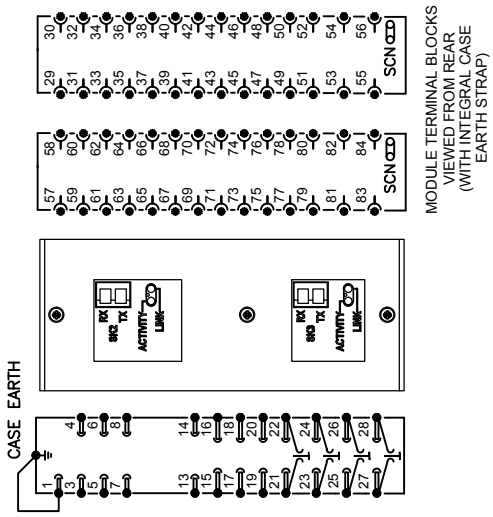 CASE EARTH
1
3 4
5 6
7 8
13 14
15 16
17 18
19 20
21 22
23 24
25 26
27 28
SK2
RX
TX
ACTIVITY
LINK
SK3
RX
TX
ACTIVITY
LINK
57 58
59 60
61 62
63 64
65 66
67 68
69 70
71 72
73 74
75 76
77 78
79 80
81 82
83 84
SCN
29 30
31 32
33 34
35 36
37 38
39 40
41 42
43 44
45 46
47 48
49 50
51 52
53 54
55 56
SCN
MODULE TERMINAL BLOCKS
VIEWED FROM REAR
(WITH INTEGRAL CASE
EARTH STRAP)